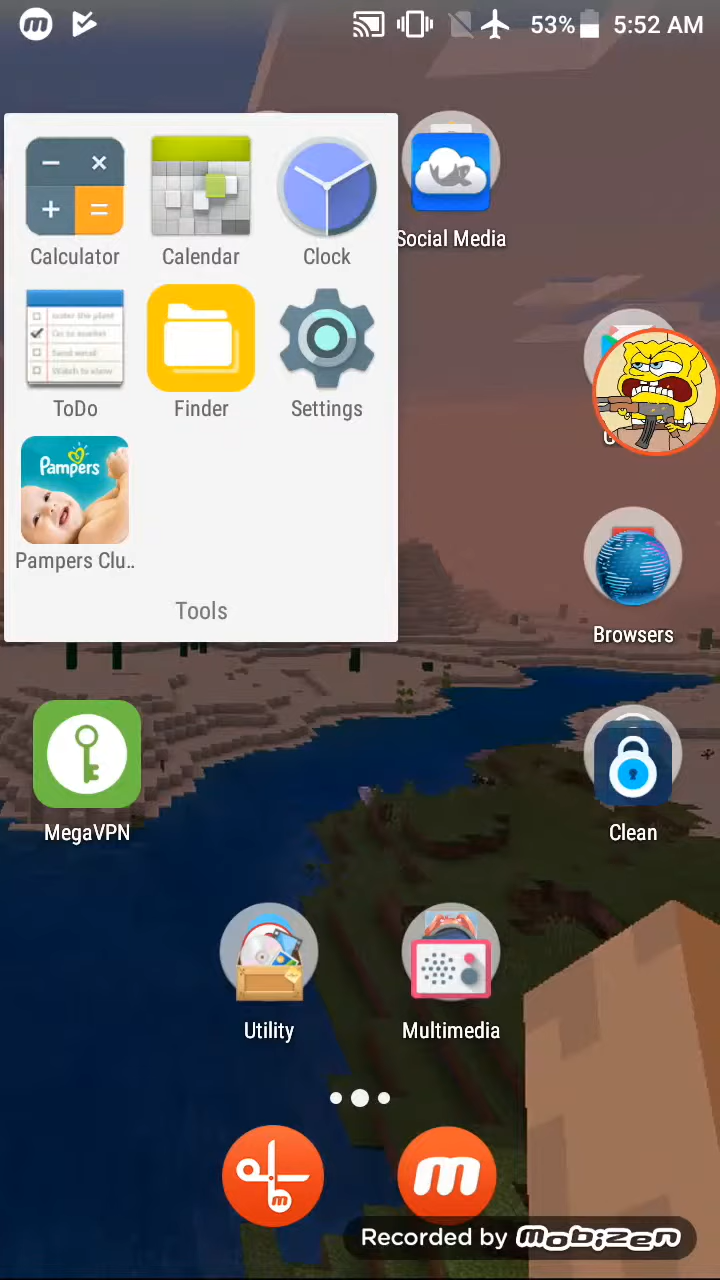 53% 5:52 AM
Calculator Calendar Clock
Social Media
ToDo Finder Settings
Pampers
Pampers Clu..
Tools
Browsers
MegaVPN
Clean
Utility Multimedia
m m
Recorded by mobizen